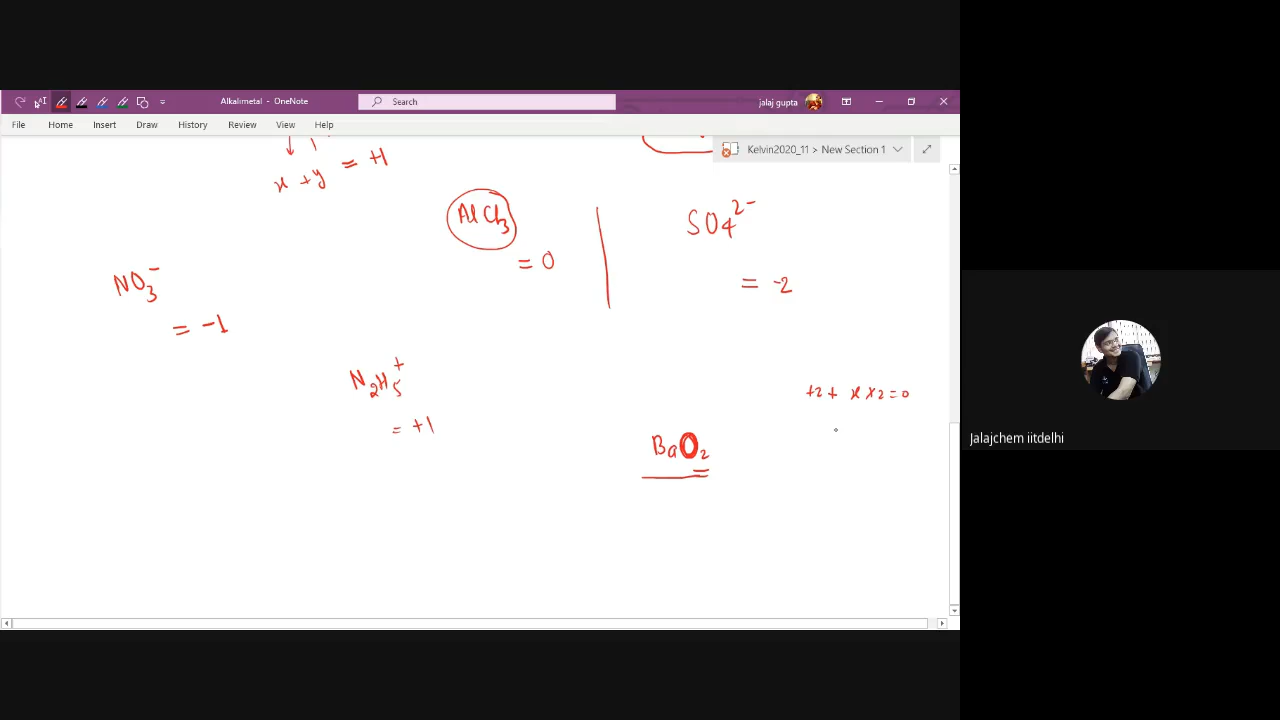 Alkalimetal - OneNote
Search
jalaj gupta
File Home Insert Draw History Review View Help
Kelvin2020_11 > New Section 1
x + y = +1
AlCl3
= 0
SO4 2-
= -2
NO3 -
= -1
N2H5 +
= +1
+2 + x × 2 = 0
BaO2
Jalajchem iitdelhi